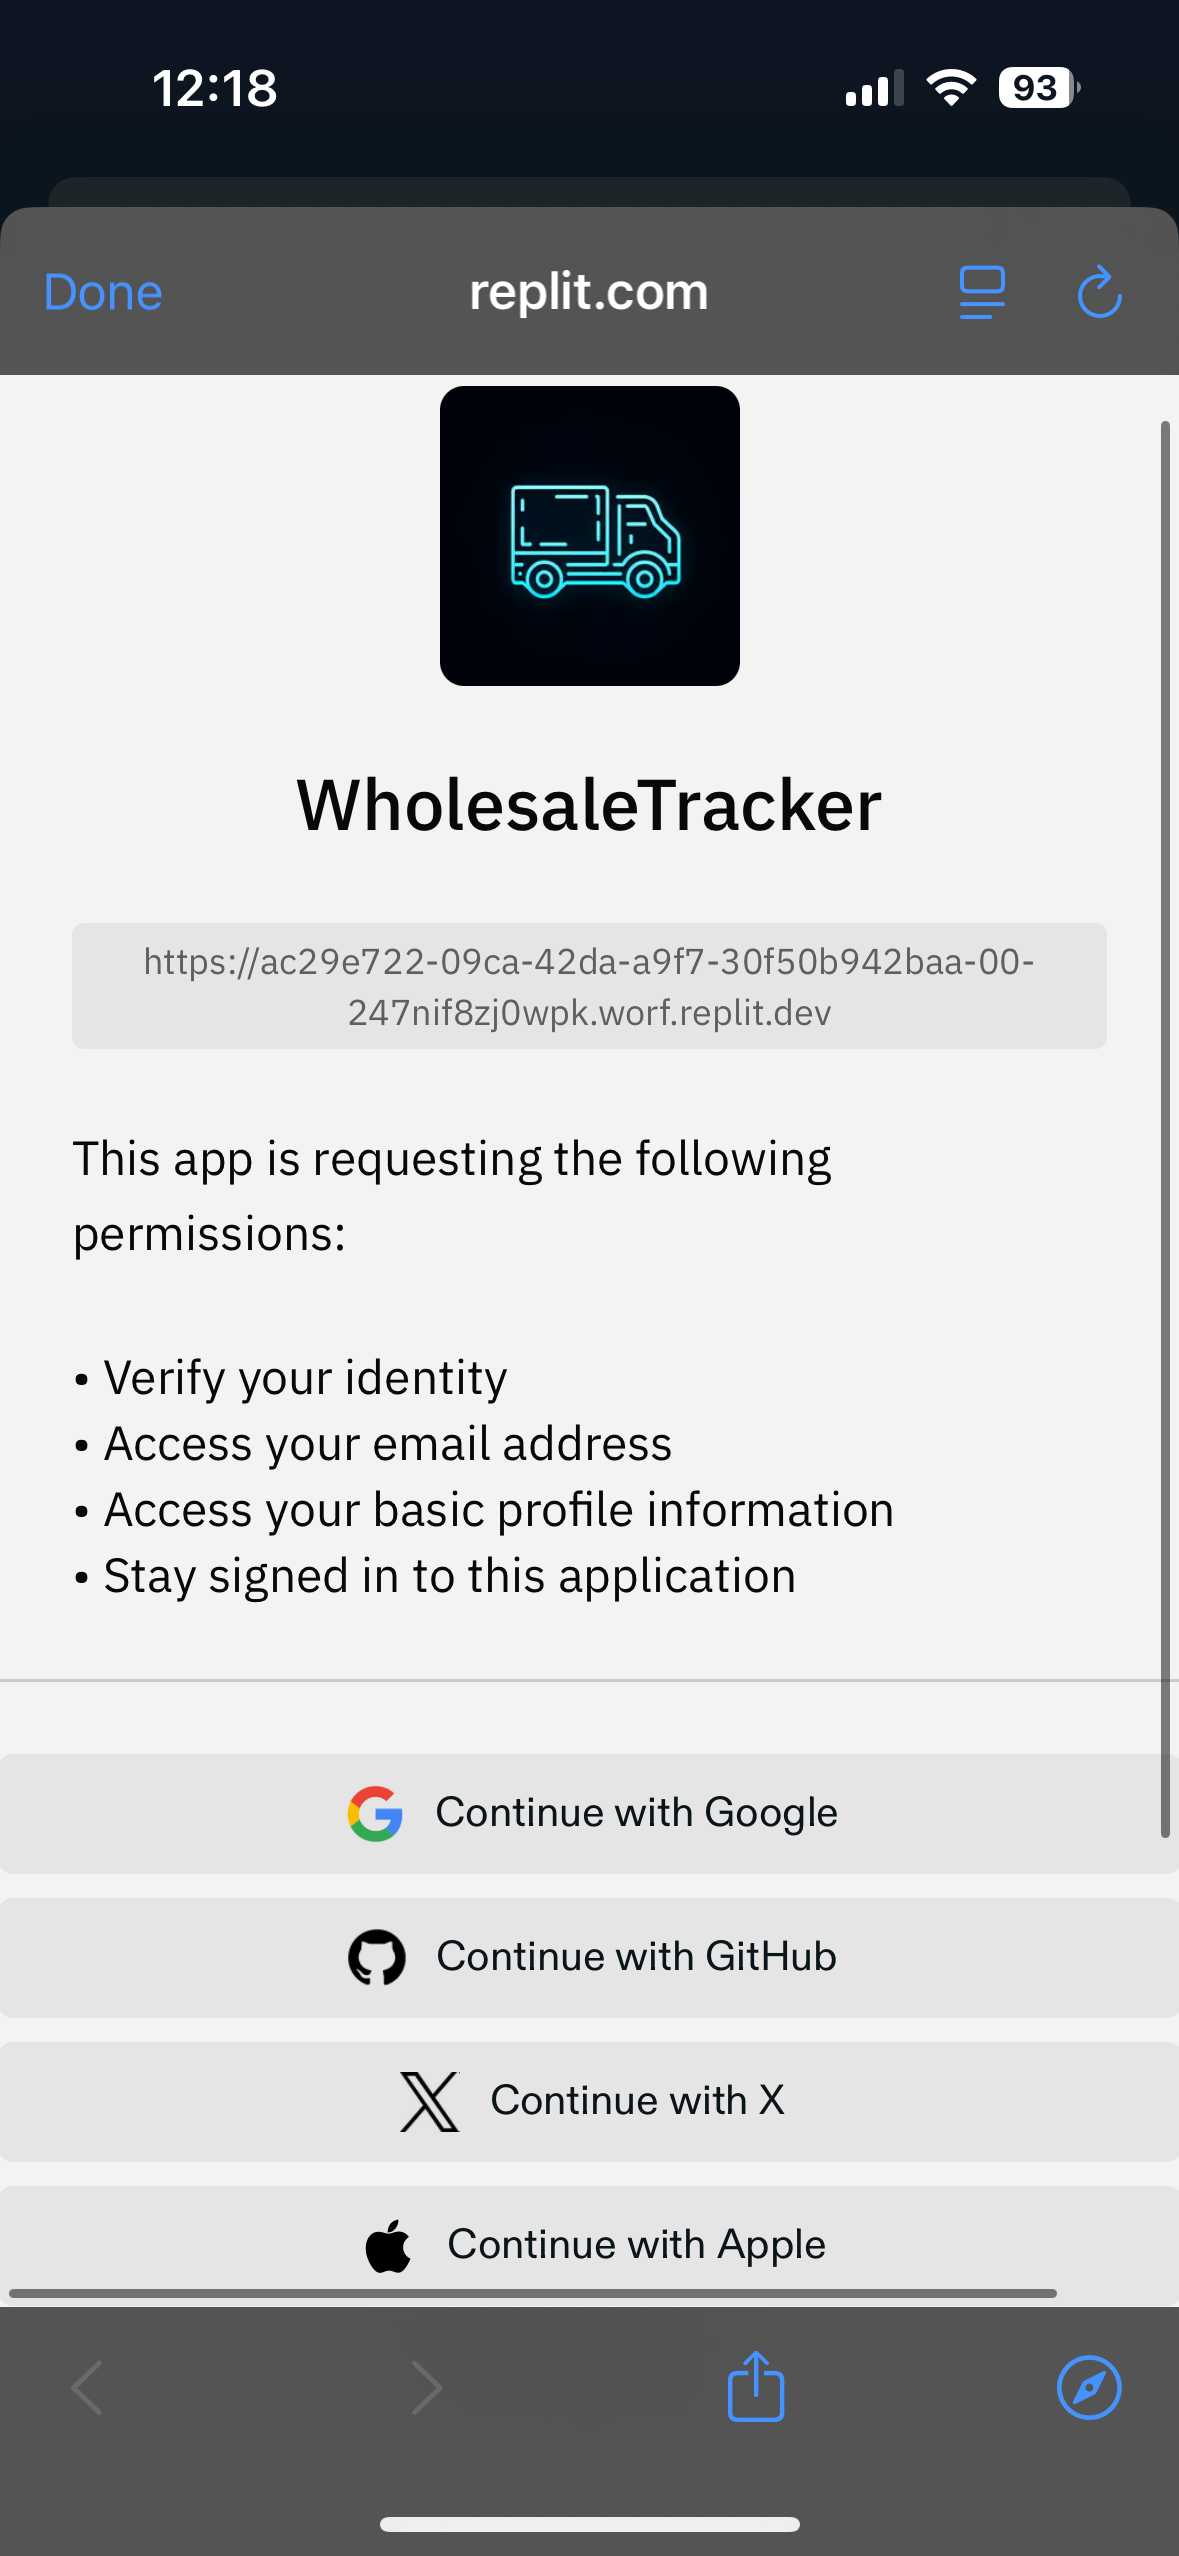 12:18
93
Done
replit.com
WholesaleTracker
https://ac29e722-09ca-42da-a9f7-30f50b942baa-00-
247nif8zj0wpk.worf.replit.dev
This app is requesting the following
permissions:
• Verify your identity
• Access your email address
• Access your basic profile information
• Stay signed in to this application
Continue with Google
Continue with GitHub
Continue with X
Continue with Apple